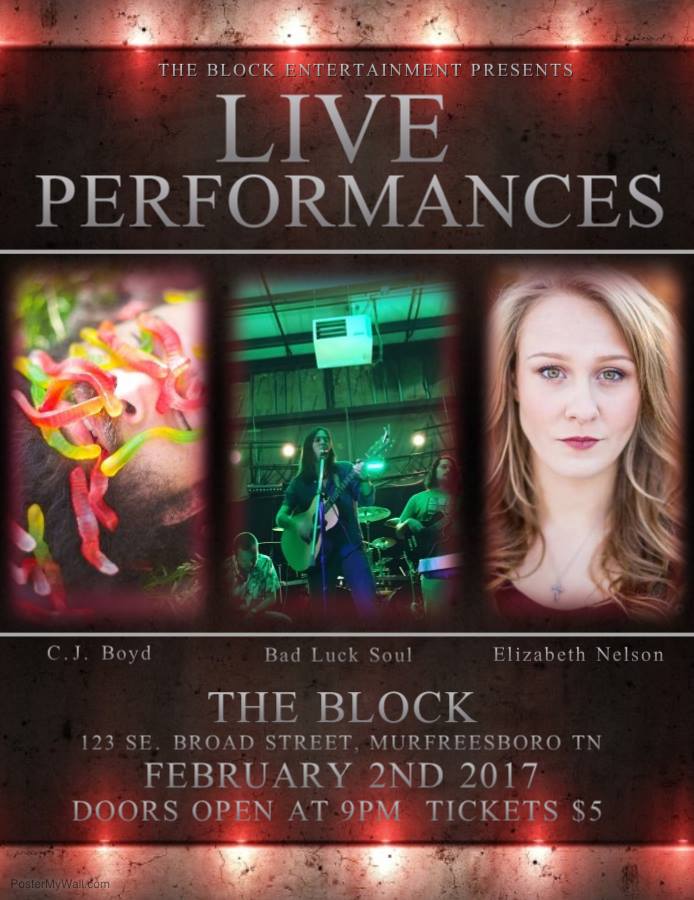 THE BLOCK ENTERTAINMENT PRESENTS
LIVE
PERFORMANCES
C.J. Boyd
Bad Luck Soul
Elizabeth Nelson
THE BLOCK
123 SE. BROAD STREET, MURFREESBORO TN
FEBRUARY 2ND 2017
DOORS OPEN AT 9PM TICKETS $5
PosterMyWall.com